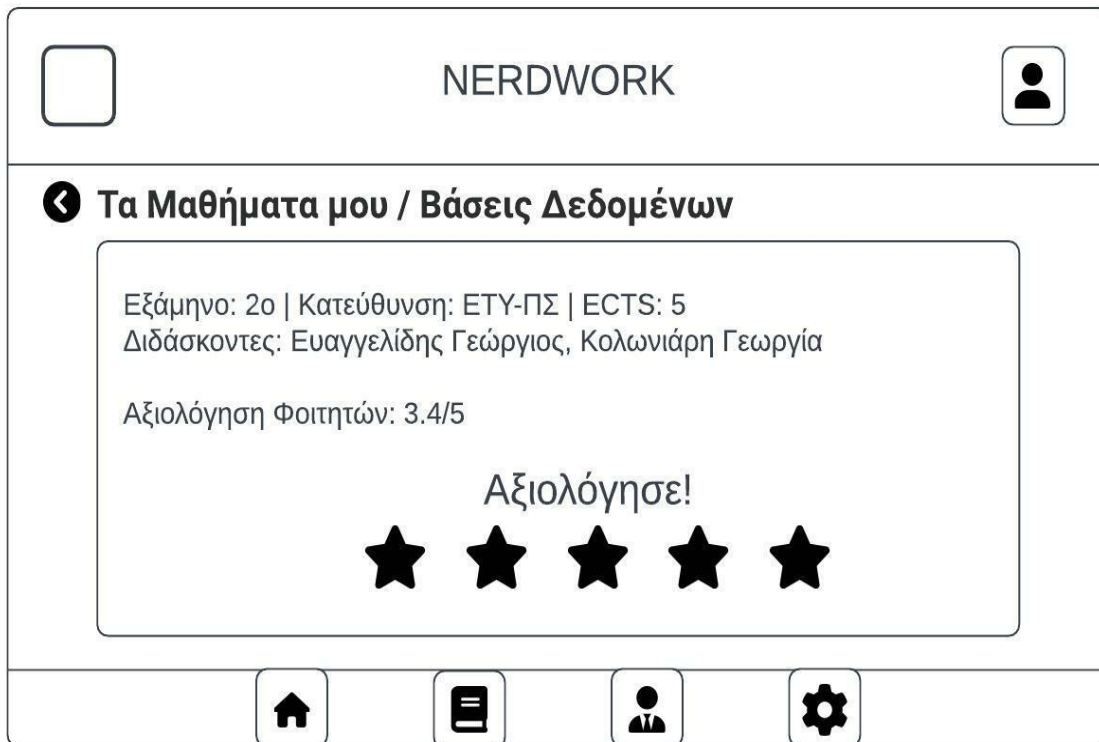 NERDWORK
Τα Μαθήματα μου / Βάσεις Δεδομένων
Εξάμηνο: 2ο | Κατεύθυνση: ΕΤΥ-ΠΣ | ECTS: 5
Διδάσκοντες: Ευαγγελίδης Γεώργιος, Κολωνιάρη Γεωργία
Αξιολόγηση Φοιτητών: 3.4/5
Αξιολόγησε!